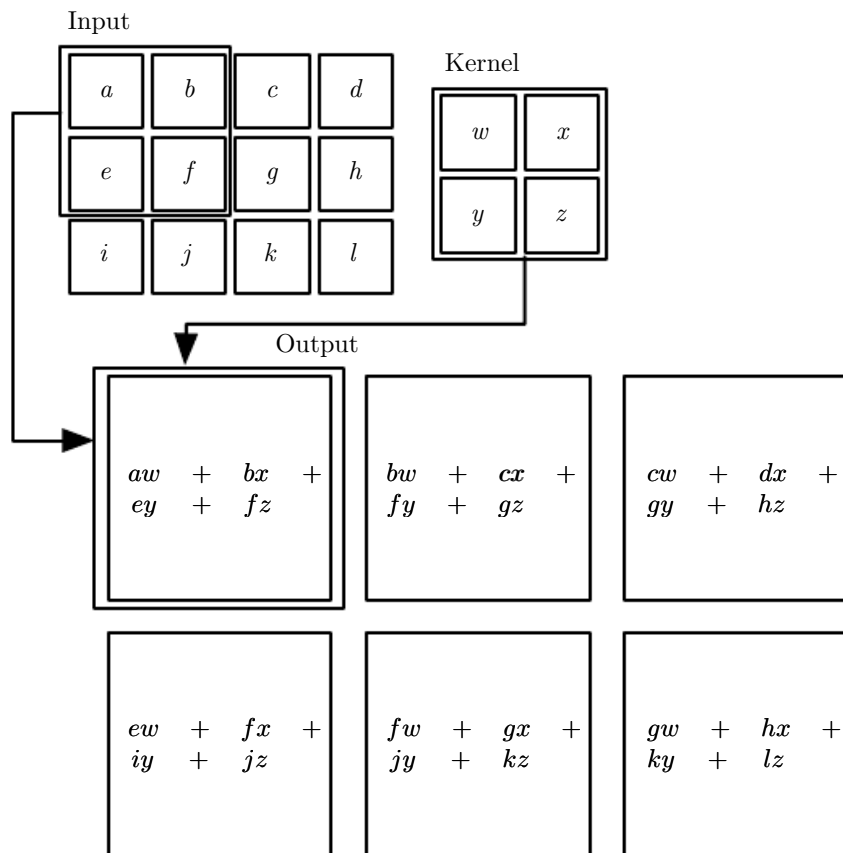 Input
Kernel
a b c d
w x
e f g h
y z
i j k l
Output
aw + bx +
ey + fz
bw + cx +
fy + gz
cw + dx +
gy + hz
ew + fx +
iy + jz
fw + gx +
jy + kz
gw + hx +
ky + lz